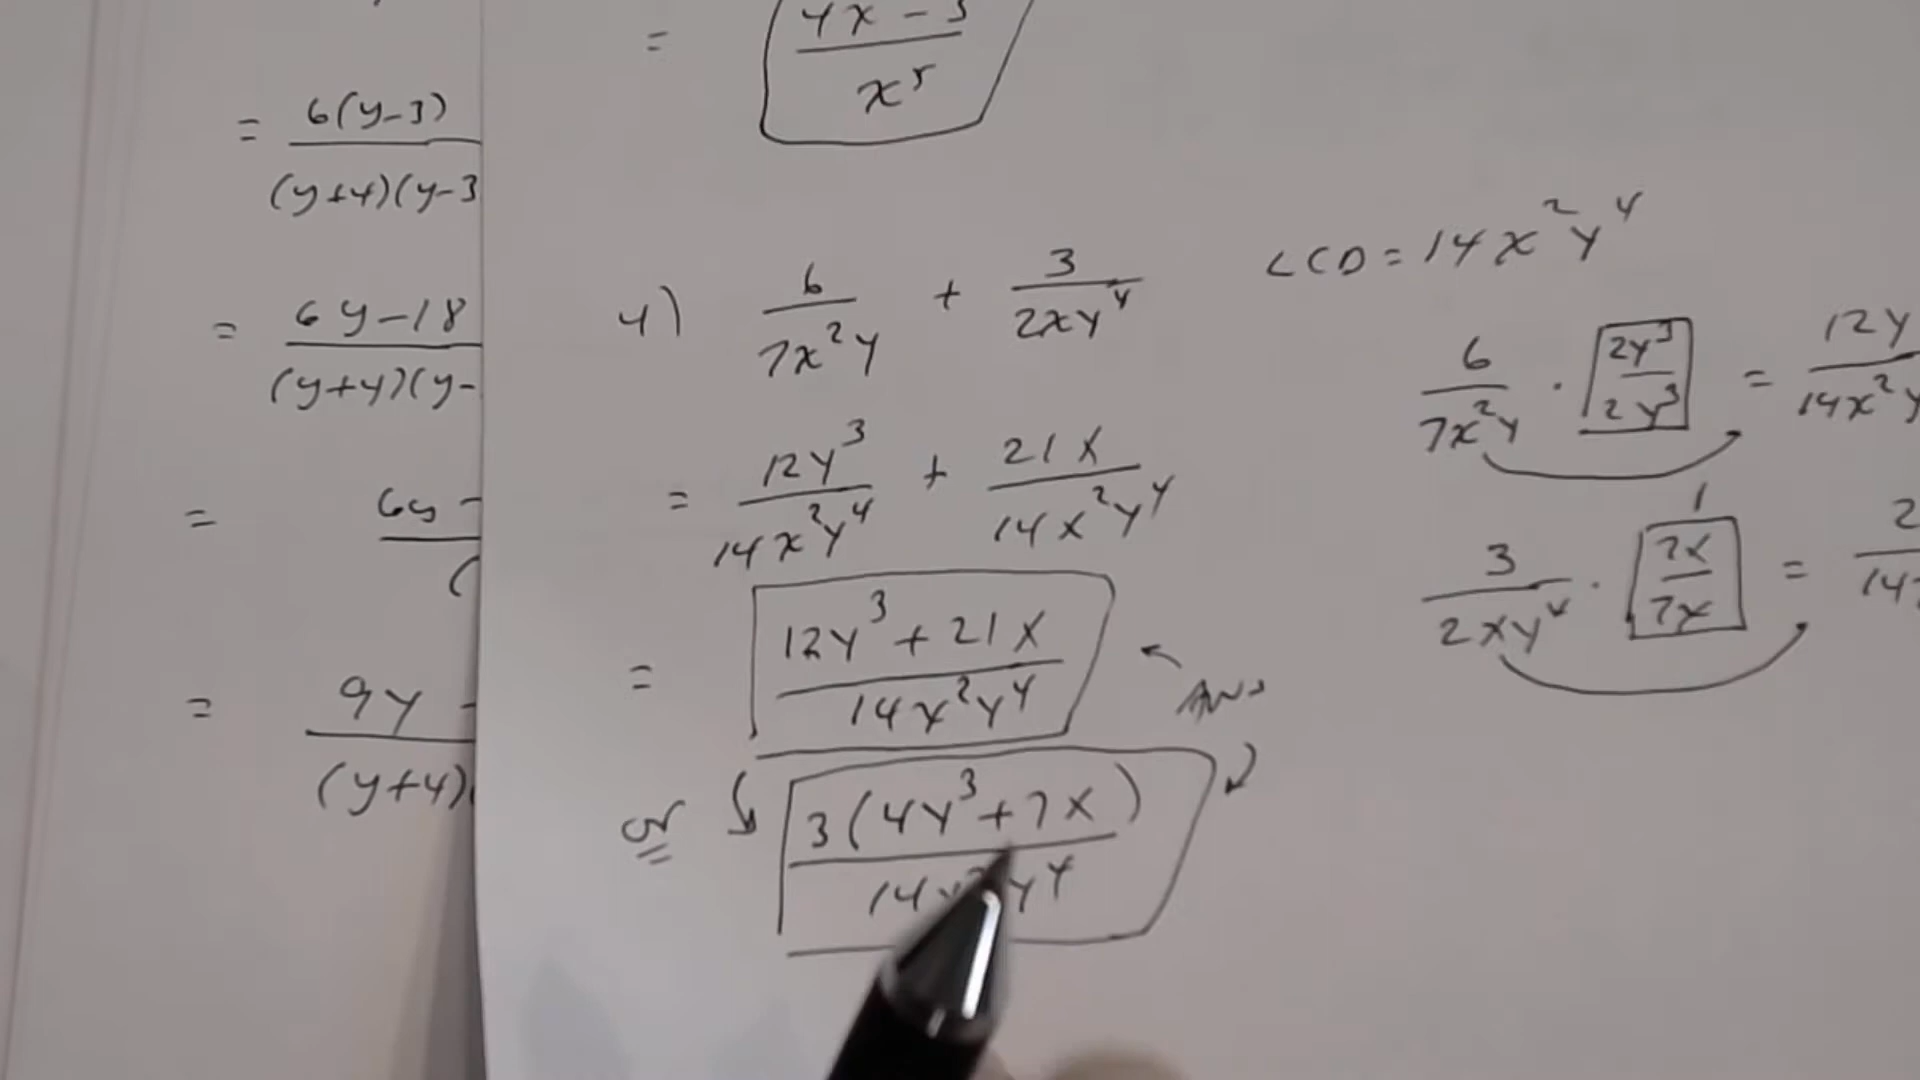 = 6(y-3) / (y+4)(y-3
= 6y-18 / (y+4)(y-
= 6y - / (
= 9y - / (y+4)
= 4x - 3 / x⁵
4) 6/7x²y + 3/2xy⁴
= 12y³/14x²y⁴ + 21x/14x²y⁴
= 12y³ + 21x / 14x²y⁴
Ans
or 3(4y³+7x) / 14x²y⁴
LCD = 14x²y⁴
6/7x²y · 2y³/2y³ = 12y/14x²y
1
3/2xy⁴ · 7x/7x = 2/14